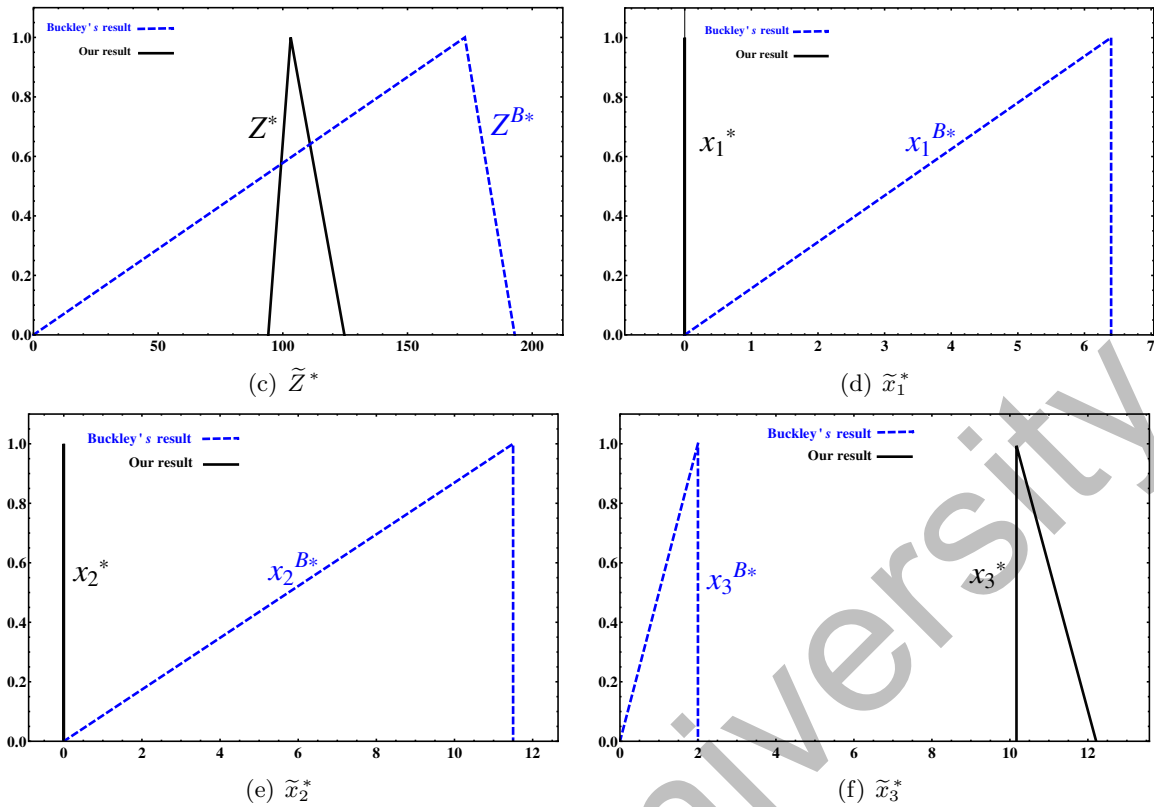 Buckley's result
Our result
1.0
0.8
0.6
0.4
0.2
0.0
Z*
Z^B*
0 50 100 150 200
(c) Z̃*
Buckley's result
Our result
1.0
0.8
0.6
0.4
0.2
0.0
x₁*
x₁^B*
0 1 2 3 4 5 6 7
(d) x̃₁*
Buckley's result
Our result
1.0
0.8
0.6
0.4
0.2
0.0
x₂*
x₂^B*
0 2 4 6 8 10 12
(e) x̃₂*
Buckley's result
Our result
1.0
0.8
0.6
0.4
0.2
0.0
x₃^B*
x₃*
0 2 4 6 8 10 12
(f) x̃₃*
iversity